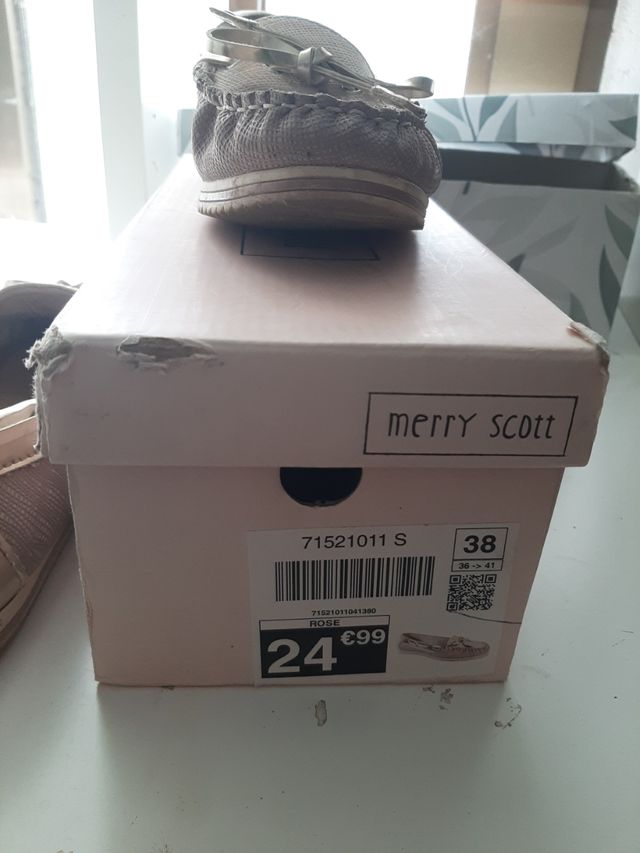 merry scott
71521011 S
38
36 -> 41
71521011041380
ROSE
24 €99